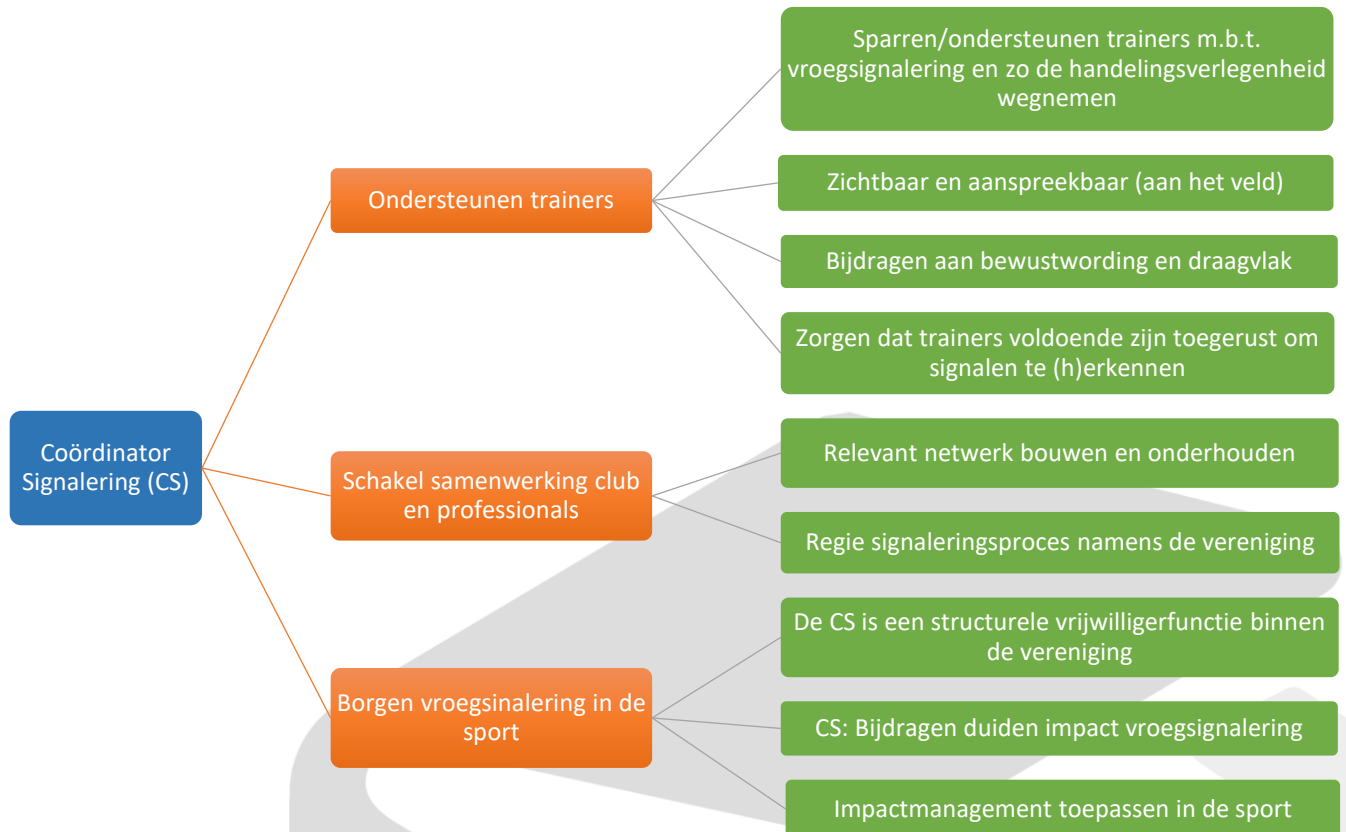 Coördinator
Signalering (CS)
Ondersteunen trainers
Sparren/ondersteunen trainers m.b.t.
vroegsignalering en zo de handelingsverlegenheid
wegnemen
Zichtbaar en aanspreekbaar (aan het veld)
Bijdragen aan bewustwording en draagvlak
Zorgen dat trainers voldoende zijn toegerust om
signalen te (h)erkennen
Schakel samenwerking club
en professionals
Relevant netwerk bouwen en onderhouden
Regie signaleringsproces namens de vereniging
Borgen vroegsinalering in de
sport
De CS is een structurele vrijwilligerfunctie binnen
de vereniging
CS: Bijdragen duiden impact vroegsignalering
Impactmanagement toepassen in de sport